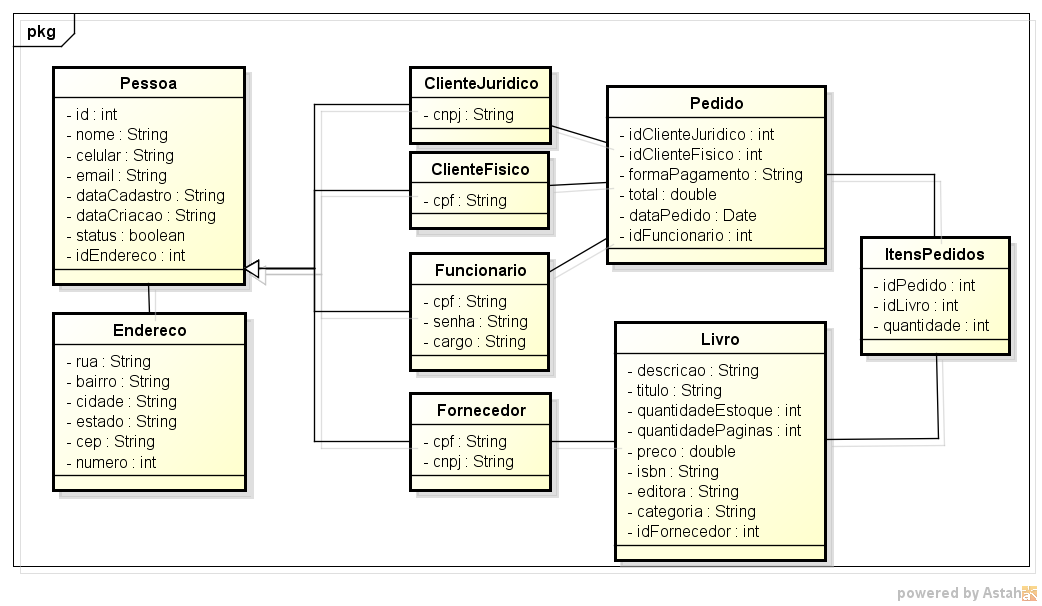 pkg
Pessoa
- id : int
- nome : String
- celular : String
- email : String
- dataCadastro : String
- dataCriacao : String
- status : boolean
- idEndereco : int
Endereco
- rua : String
- bairro : String
- cidade : String
- estado : String
- cep : String
- numero : int
ClienteJuridico
- cnpj : String
ClienteFisico
- cpf : String
Funcionario
- cpf : String
- senha : String
- cargo : String
Fornecedor
- cpf : String
- cnpj : String
Pedido
- idClienteJuridico : int
- idClienteFisico : int
- formaPagamento : String
- total : double
- dataPedido : Date
- idFuncionario : int
Livro
- descricao : String
- titulo : String
- quantidadeEstoque : int
- quantidadePaginas : int
- preco : double
- isbn : String
- editora : String
- categoria : String
- idFornecedor : int
ItensPedidos
- idPedido : int
- idLivro : int
- quantidade : int
powered by Astah